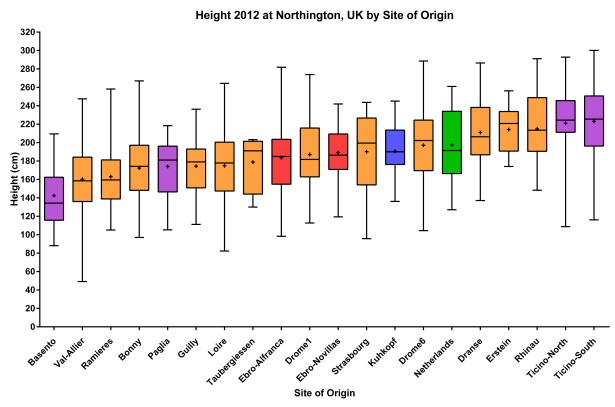 Height 2012 at Northington, UK by Site of Origin
Height (cm)
320
300
280
260
240
220
200
180
160
140
120
100
80
60
40
20
0
Basento
Val-Allier
Ramieres
Bonny
Paglia
Guilly
Loire
Taubergiessen
Ebro-Alfranca
Drome1
Ebro-Novillas
Strasbourg
Kuhkopf
Drome6
Netherlands
Dranse
Erstein
Rhinau
Ticino-North
Ticino-South
Site of Origin